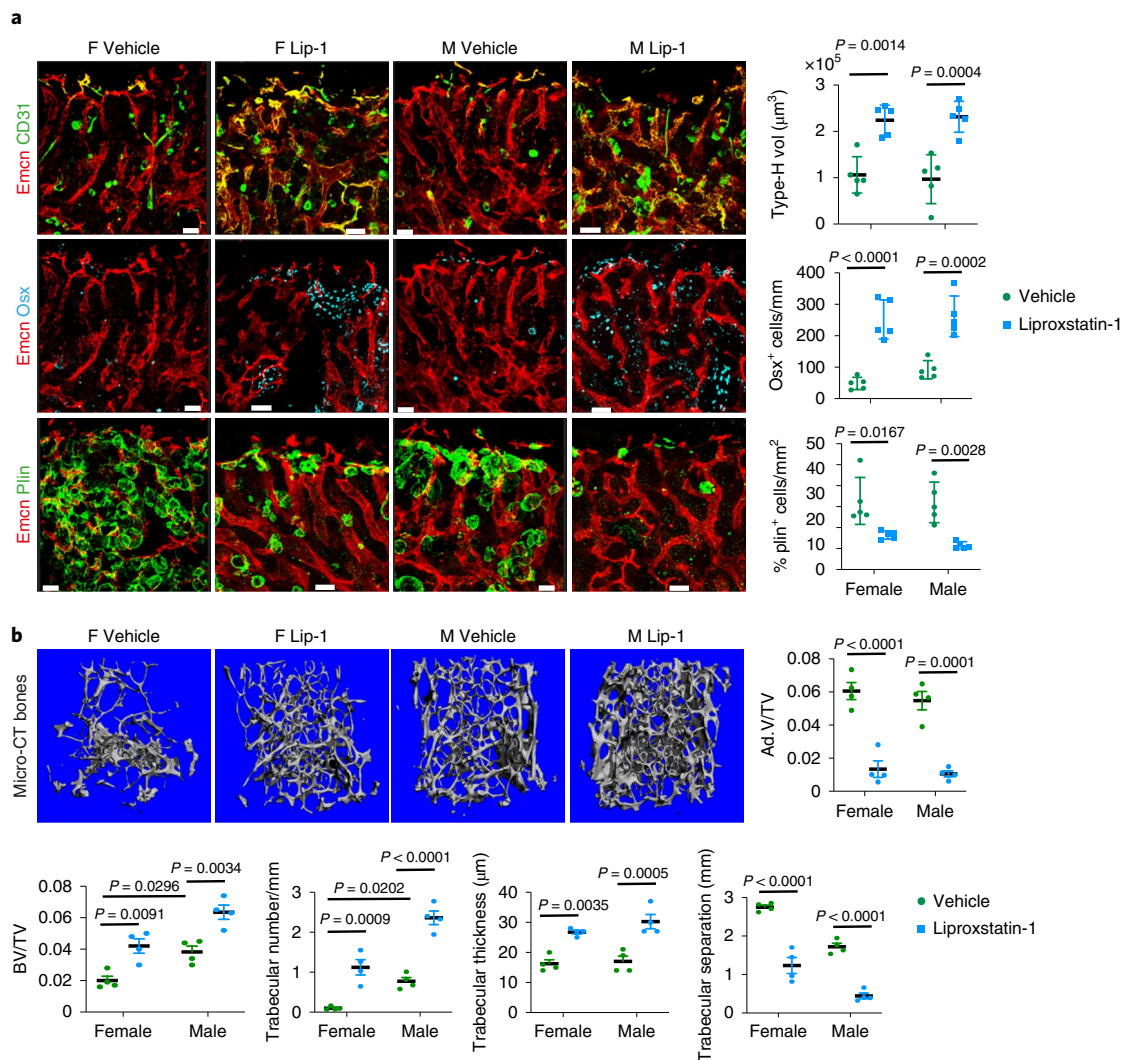 a
F Vehicle F Lip-1 M Vehicle M Lip-1
Emcn CD31
Emcn Osx
Emcn Plin
P = 0.0014
×10⁵
P = 0.0004
3
2
1
0
Type-H vol (μm³)
P < 0.0001
P = 0.0002
400
300
200
100
0
Osx⁺ cells/mm
Vehicle
Liproxstatin-1
P = 0.0167
P = 0.0028
50
40
30
20
10
0
% plin⁺ cells/mm²
Female Male
b
F Vehicle F Lip-1 M Vehicle M Lip-1
Micro-CT bones
P < 0.0001
P = 0.0001
0.08
0.06
0.04
0.02
0
Ad.V/TV
Female Male
P = 0.0034
P = 0.0296
P = 0.0091
0.08
0.06
0.04
0.02
0
BV/TV
Female Male
P < 0.0001
P = 0.0202
P = 0.0009
3
2
1
0
Trabecular number/mm
Female Male
P = 0.0005
P = 0.0035
40
30
20
10
0
Trabecular thickness (μm)
Female Male
P < 0.0001
P < 0.0001
3
2
1
0
Trabecular separation (mm)
Female Male
Vehicle
Liproxstatin-1